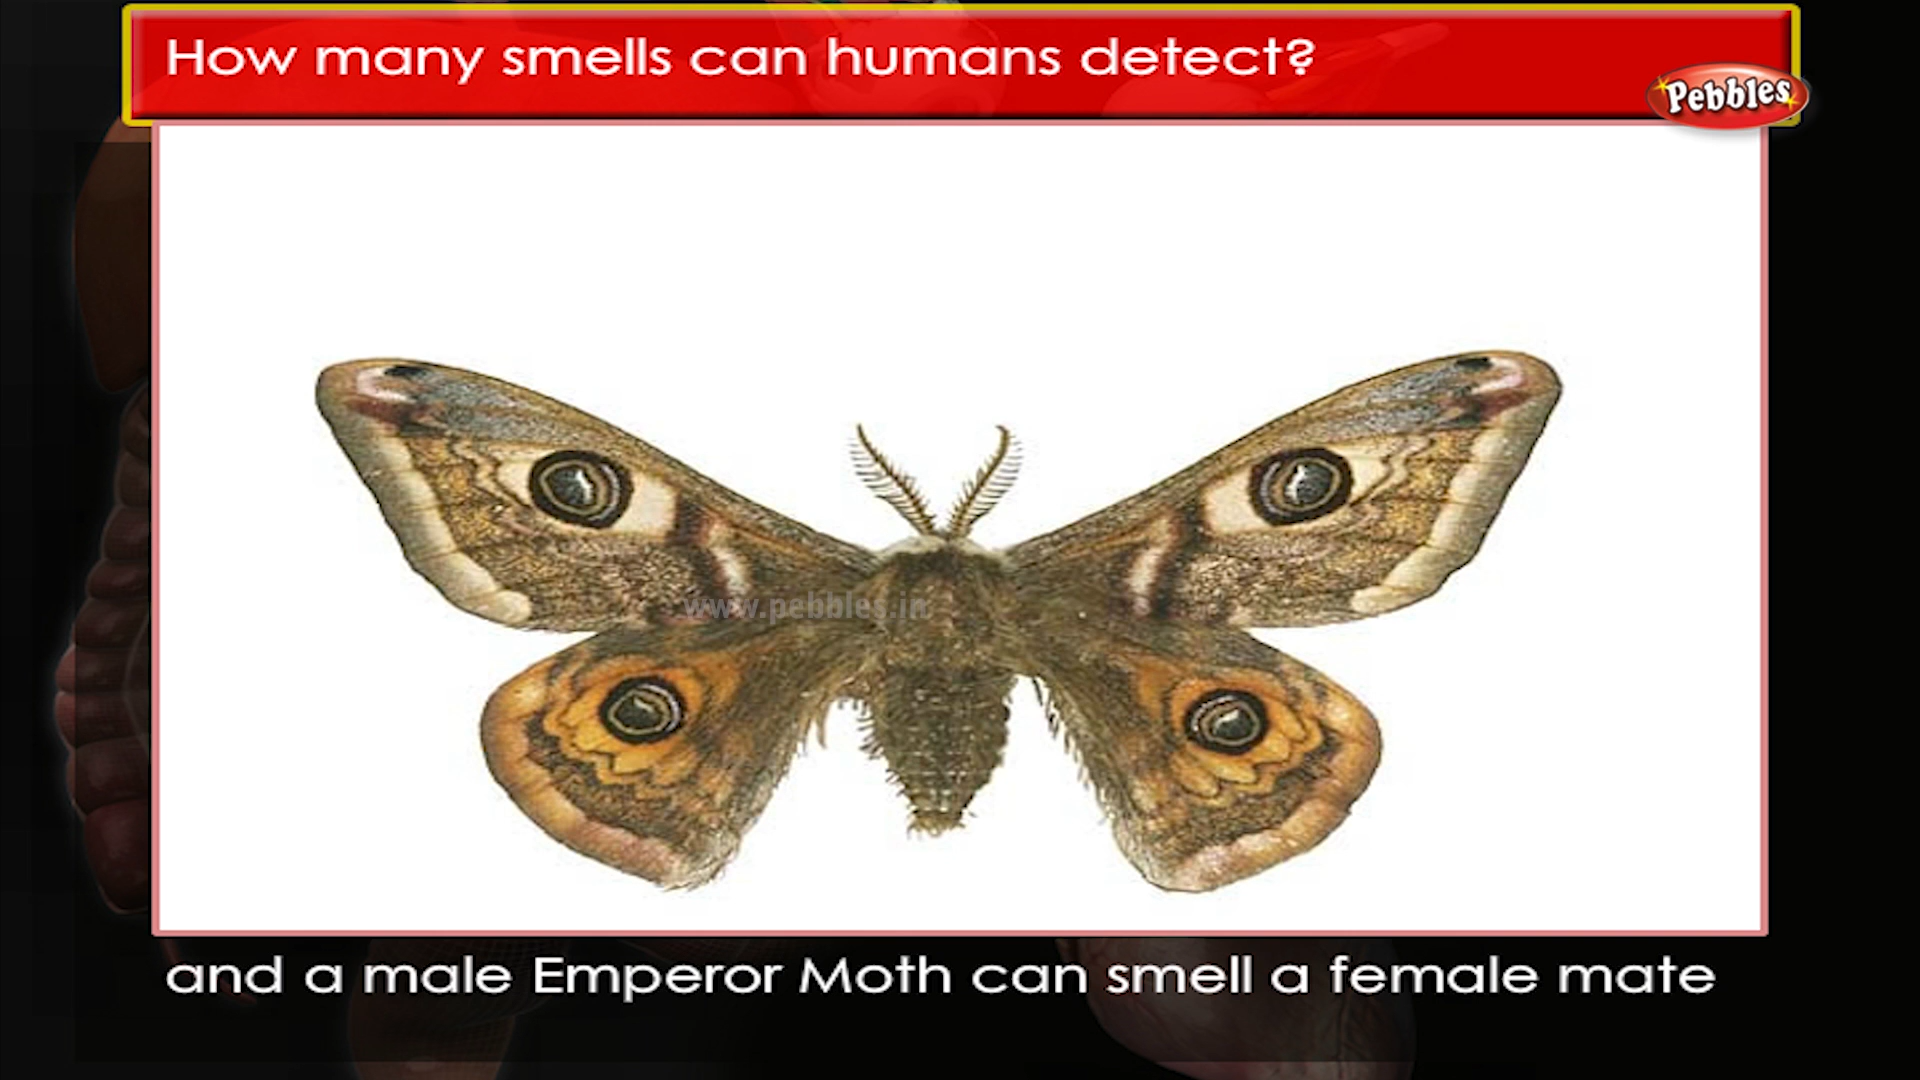 How many smells can humans detect?
Pebbles
www.pebbles.in
and a male Emperor Moth can smell a female mate